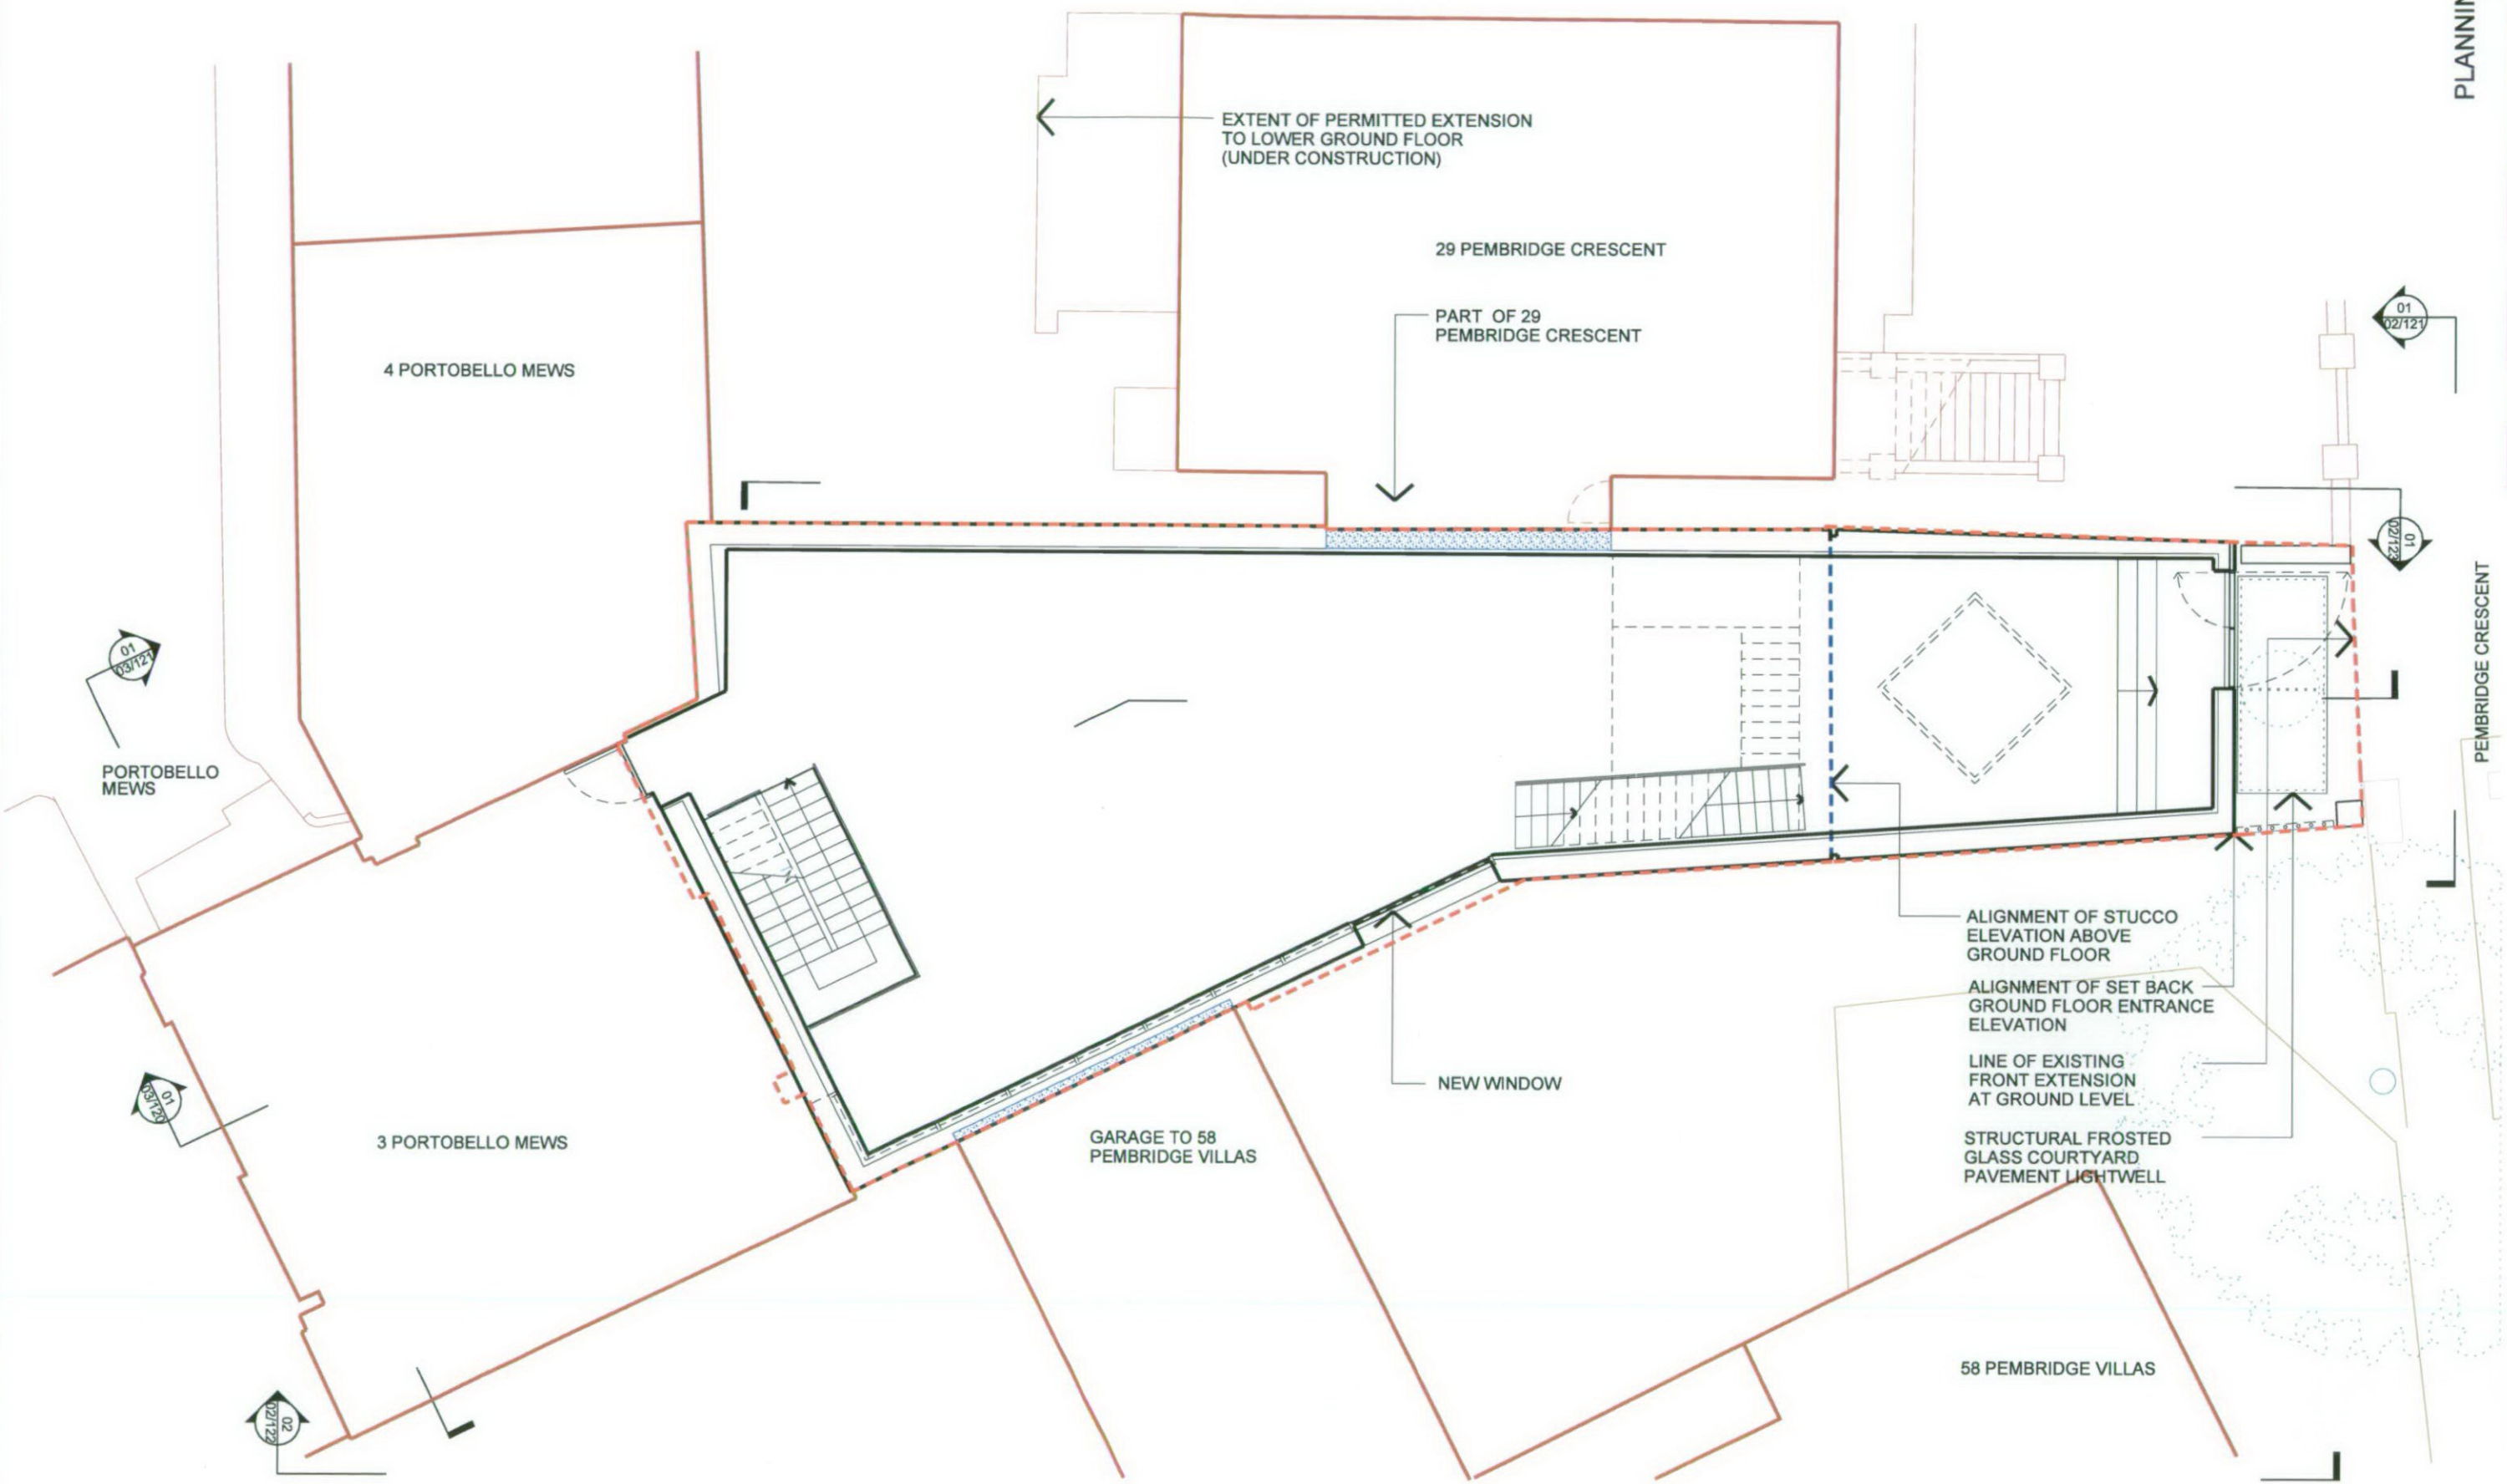 PLANNIN
EXTENT OF PERMITTED EXTENSION
TO LOWER GROUND FLOOR
(UNDER CONSTRUCTION)
29 PEMBRIDGE CRESCENT
PART OF 29
PEMBRIDGE CRESCENT
01
02/121
4 PORTOBELLO MEWS
01
02/123
PEMBRIDGE CRESCENT
01
03/121
PORTOBELLO
MEWS
ALIGNMENT OF STUCCO
ELEVATION ABOVE
GROUND FLOOR
ALIGNMENT OF SET BACK
GROUND FLOOR ENTRANCE
ELEVATION
LINE OF EXISTING
FRONT EXTENSION
AT GROUND LEVEL
STRUCTURAL FROSTED
GLASS COURTYARD
PAVEMENT LIGHTWELL
NEW WINDOW
01
03/120
3 PORTOBELLO MEWS
GARAGE TO 58
PEMBRIDGE VILLAS
58 PEMBRIDGE VILLAS
02
02/122